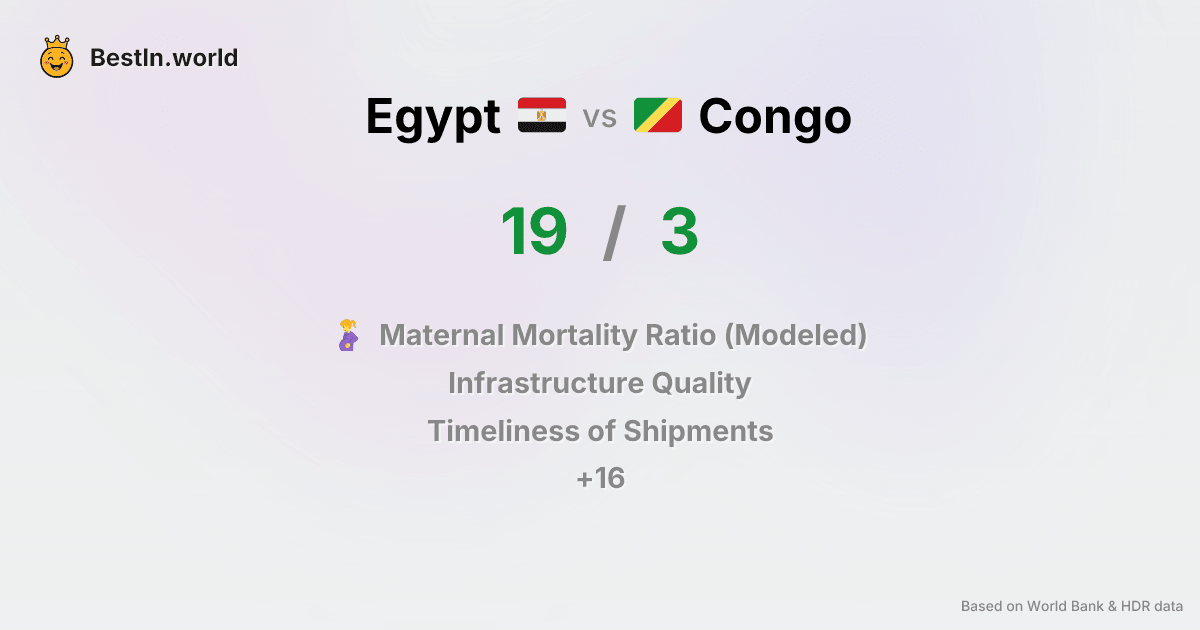 BestIn.world
Egypt vs Congo
19 / 3
Maternal Mortality Ratio (Modeled)
Infrastructure Quality
Timeliness of Shipments
+16
Based on World Bank & HDR data